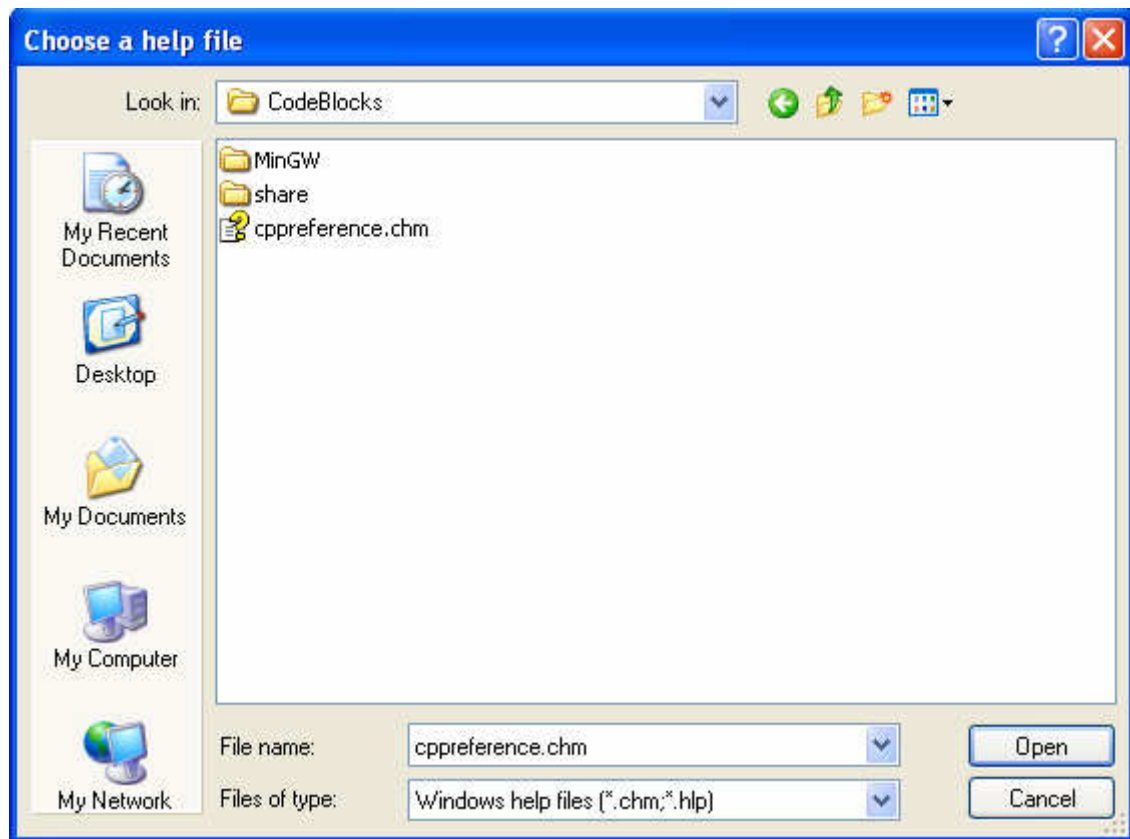 Choose a help file
Look in: CodeBlocks
MinGW
share
cppreference.chm
My Recent
Documents
Desktop
My Documents
My Computer
My Network
File name: cppreference.chm Open
Files of type: Windows help files (*.chm;*.hlp) Cancel